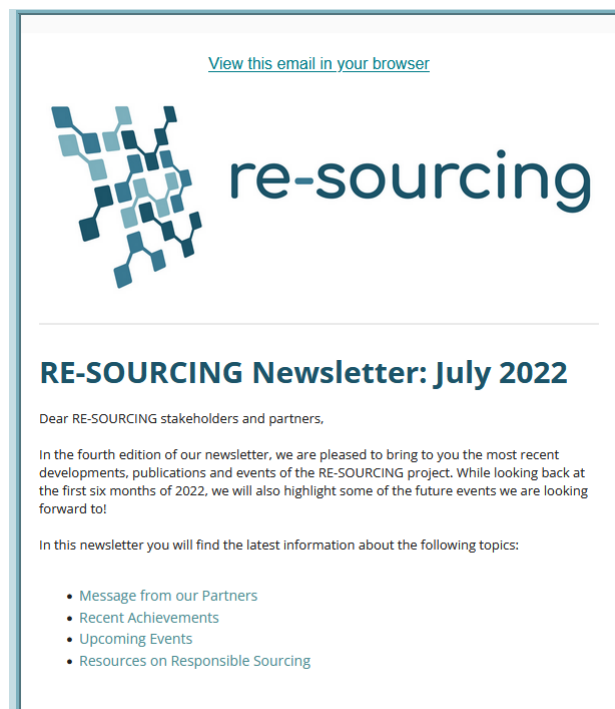 View this email in your browser
re-sourcing
RE-SOURCING Newsletter: July 2022
Dear RE-SOURCING stakeholders and partners,
In the fourth edition of our newsletter, we are pleased to bring to you the most recent
developments, publications and events of the RE-SOURCING project. While looking back at
the first six months of 2022, we will also highlight some of the future events we are looking
forward to!
In this newsletter you will find the latest information about the following topics:
• Message from our Partners
• Recent Achievements
• Upcoming Events
• Resources on Responsible Sourcing